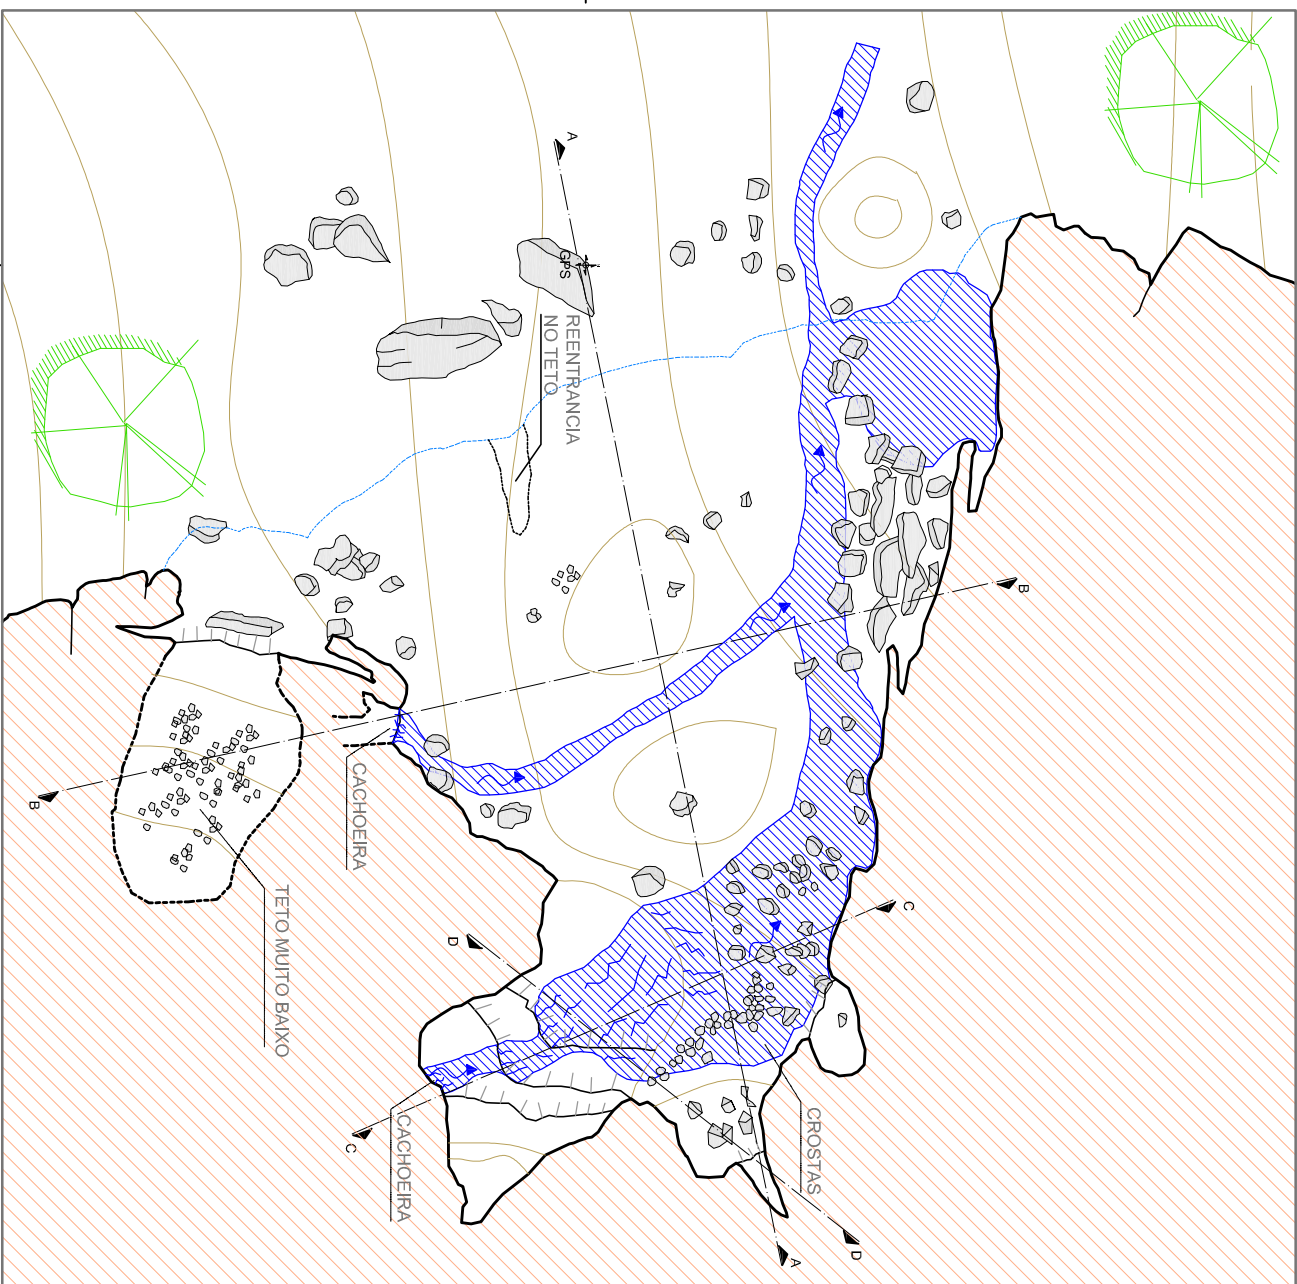 A
GPS
REENTRANCIA
NO TETO
B
B
CACHOEIRA
TETO MUITO BAIXO
C
D
CROSTAS
CACHOEIRA
C
D
A